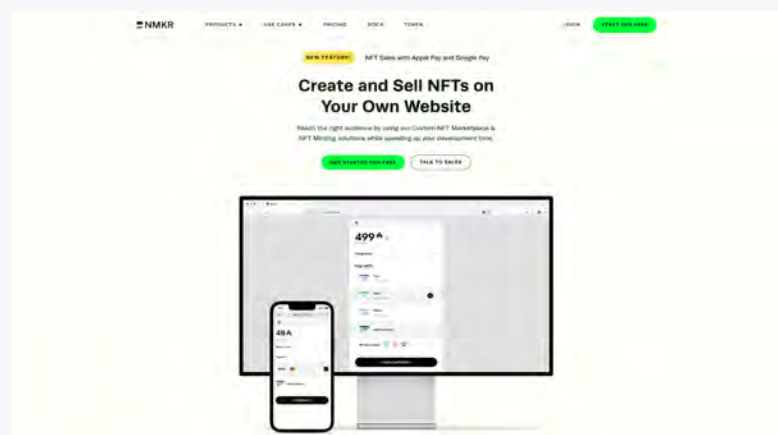 NMKR
PRODUCTS
USE CASES
PRICING
DOCS
TOKEN
LOGIN
START FOR FREE
NEW FEATURE!
NFT Sales with Apple Pay and Google Pay
Create and Sell NFTs on
Your Own Website
Reach the right audience by using our Custom NFT Marketplace &
NFT Minting solutions while speeding up your development time.
GET STARTED FOR FREE
TALK TO SALES
499